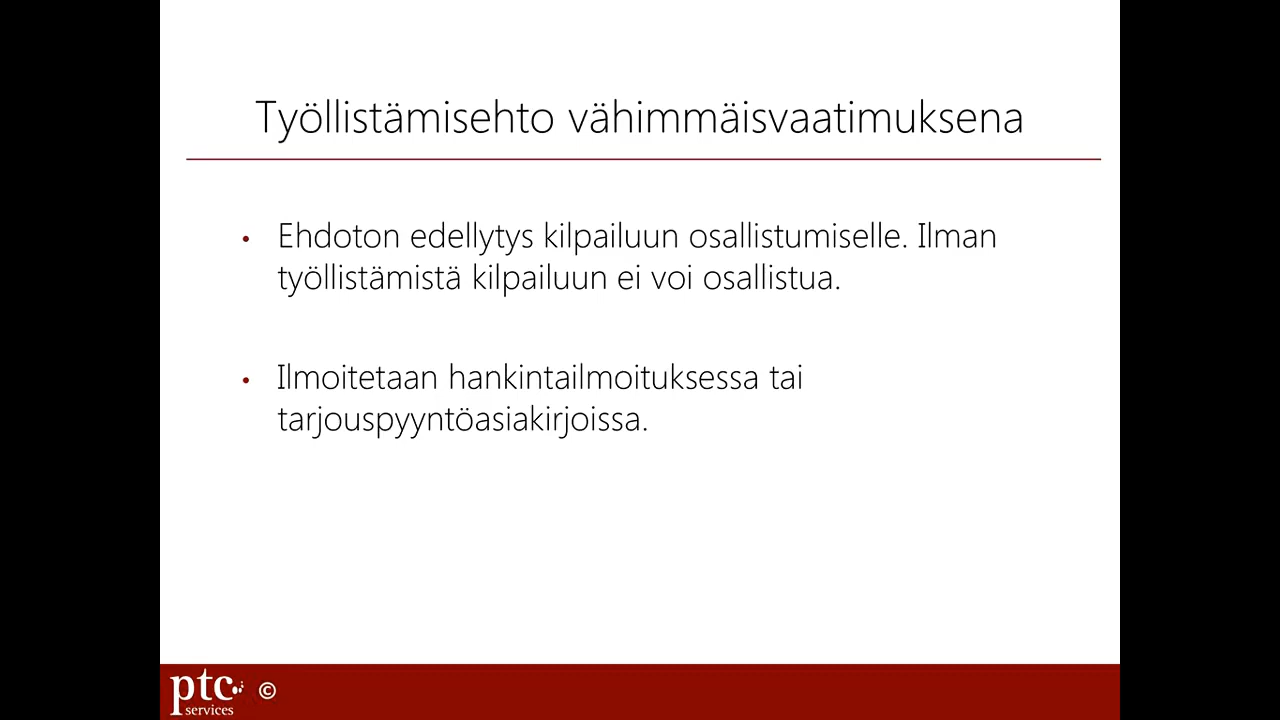 Työllistämisehto vähimmäisvaatimuksena
• Ehdoton edellytys kilpailuun osallistumiselle. Ilman
työllistämistä kilpailuun ei voi osallistua.
• Ilmoitetaan hankintailmoituksessa tai
tarjouspyyntöasiakirjoissa.
ptc ©
services